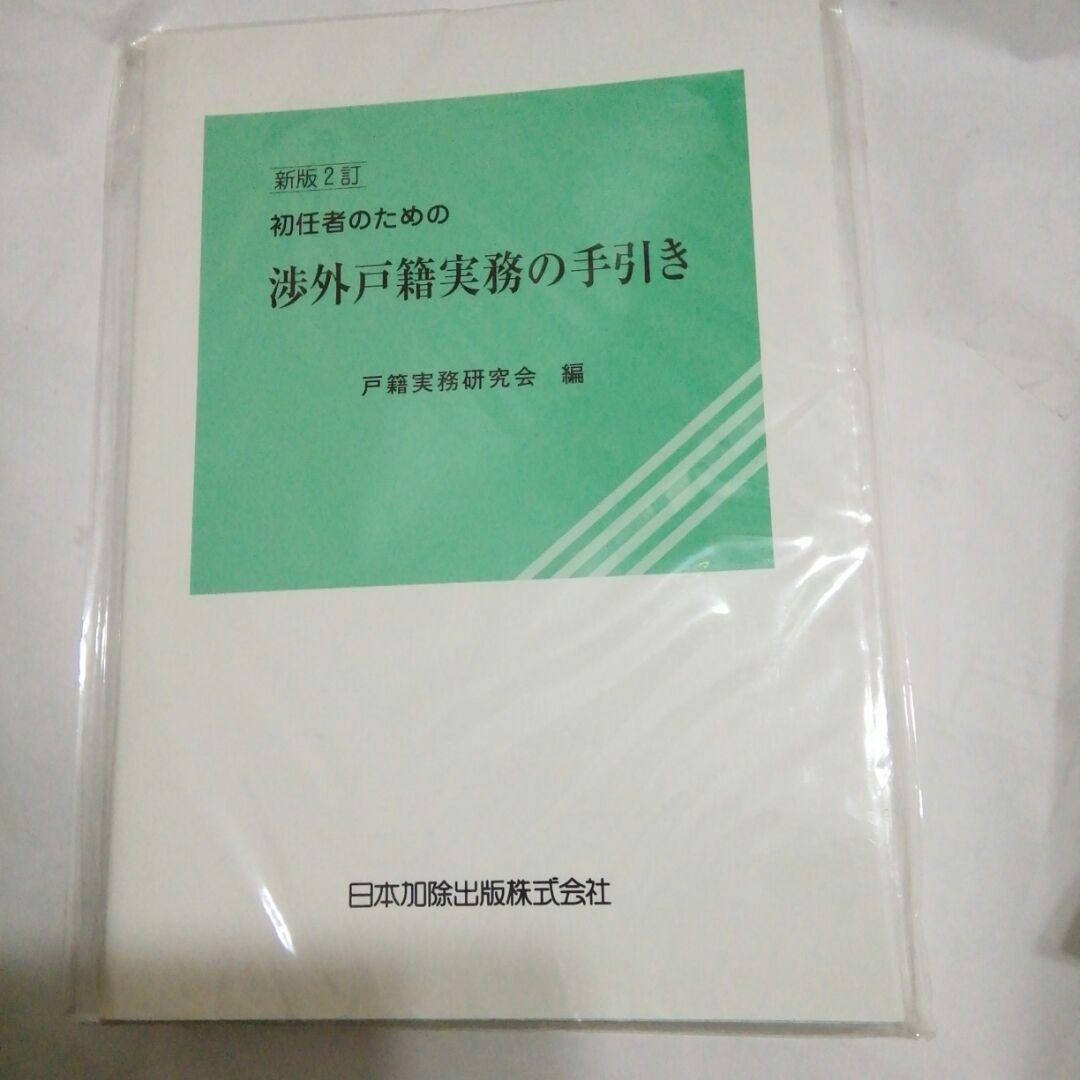 新版2訂
初任者のための
渉外戸籍実務の手引き
戸籍実務研究会　編
日本加除出版株式会社